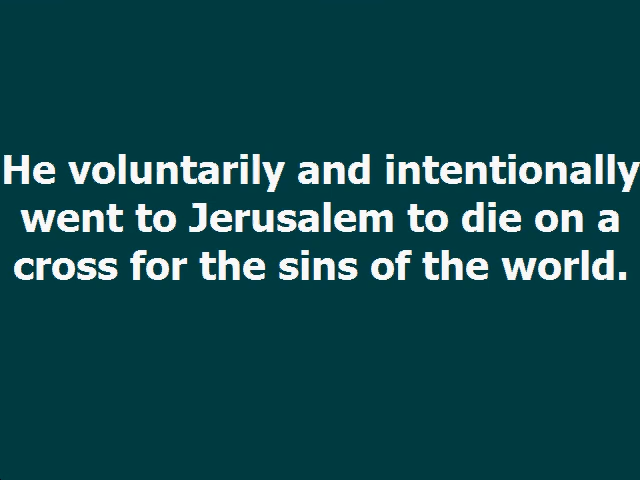 He voluntarily and intentionally
went to Jerusalem to die on a
cross for the sins of the world.